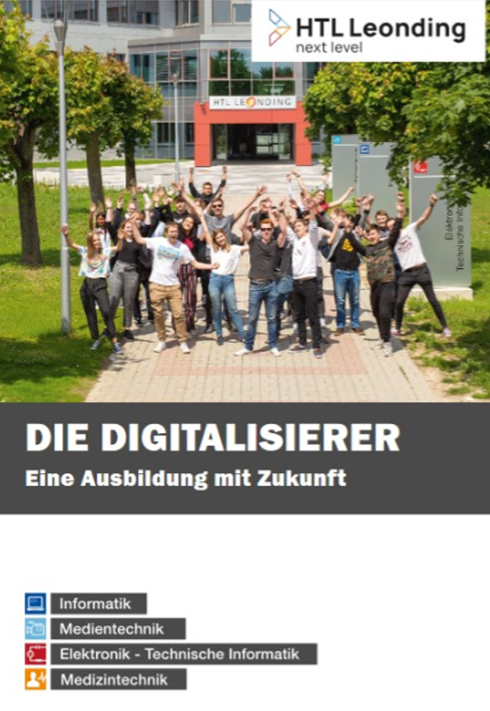 HTL Leonding
next level
HTL LEONDING
Elektron
Technische Inf
DIE DIGITALISIERER
Eine Ausbildung mit Zukunft
Informatik
Medientechnik
Elektronik - Technische Informatik
Medizintechnik